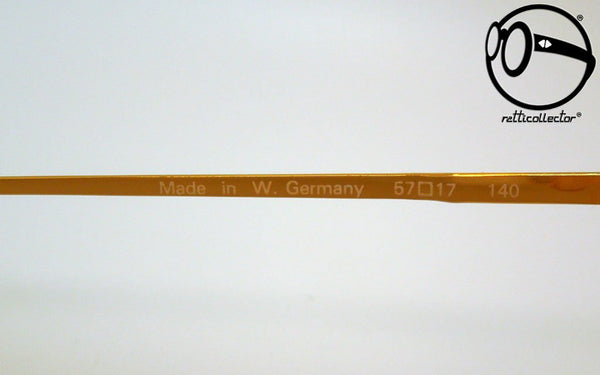 retticollector®
Made in W. Germany 57□17 140